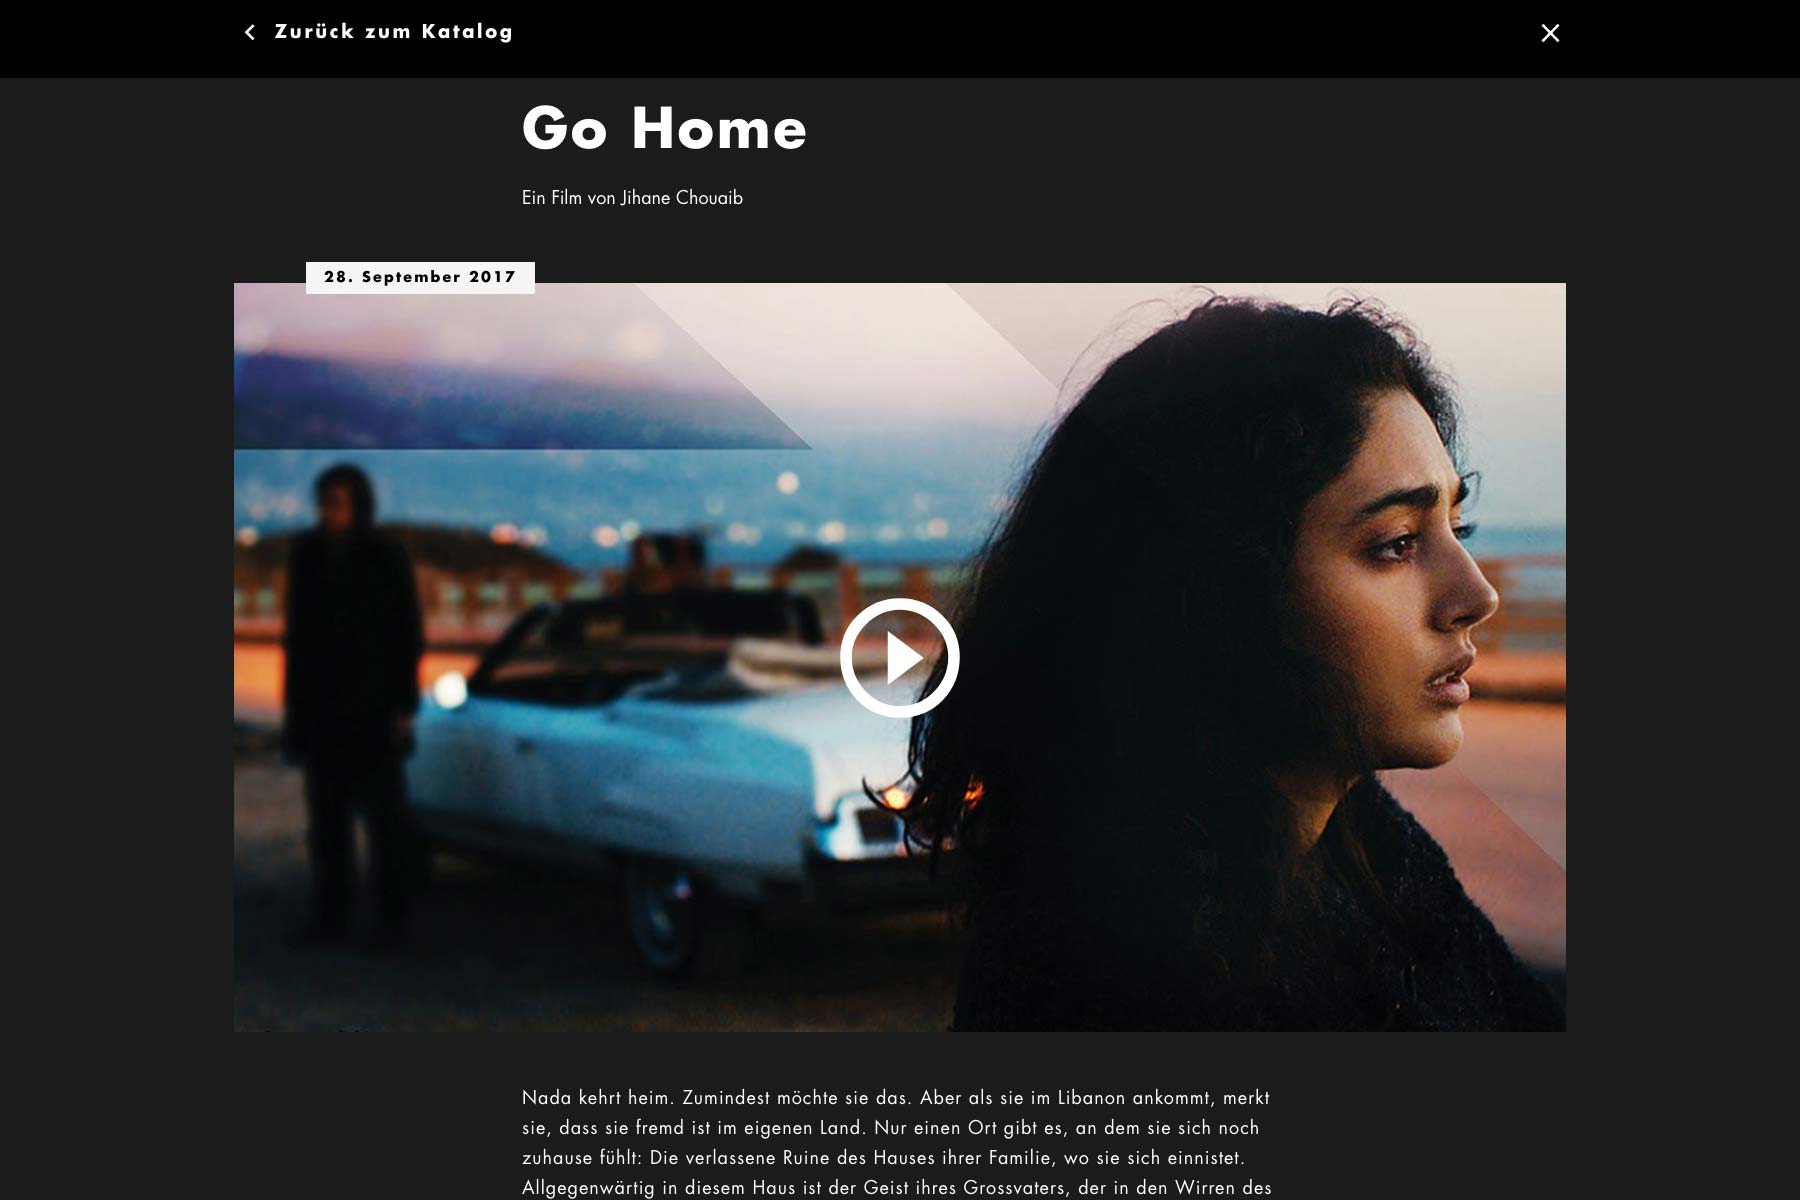 Zurück zum Katalog
Go Home
Ein Film von Jihane Chouaib
28. September 2017
Nada kehrt heim. Zumindest möchte sie das. Aber als sie im Libanon ankommt, merkt
sie, dass sie fremd ist im eigenen Land. Nur einen Ort gibt es, an dem sie sich noch
zuhause fühlt: Die verlassene Ruine des Hauses ihrer Familie, wo sie sich einnistet.
Allgegenwärtig in diesem Haus ist der Geist ihres Grossvaters, der in den Wirren des